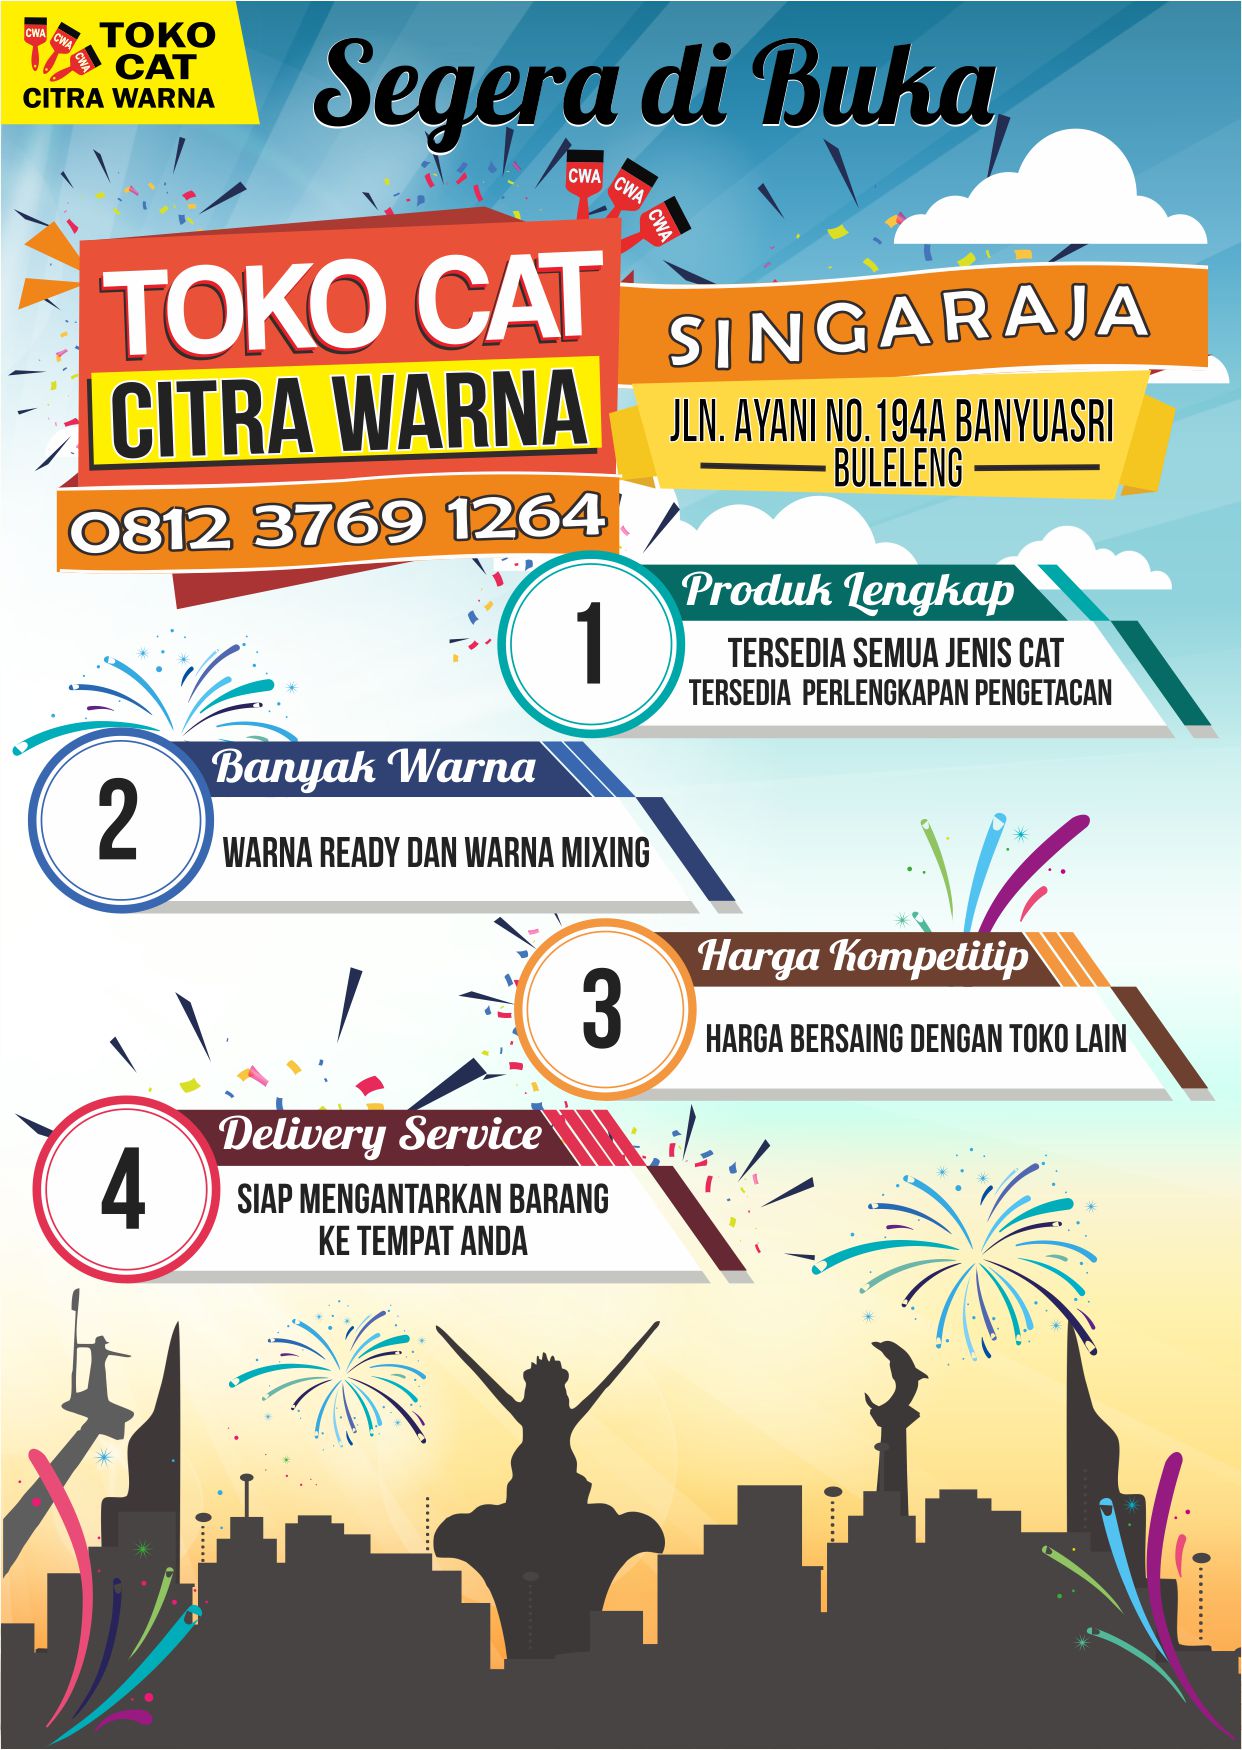 CWA
CWA
CWA
TOKO
CAT
CITRA WARNA
Segera di Buka
CWA
CWA
CWA
TOKO CAT
CITRA WARNA
0812 3769 1264
SINGARAJA
JLN. AYANI NO. 194A BANYUASRI
BULELENG
1
Produk Lengkap
TERSEDIA SEMUA JENIS CAT
TERSEDIA PERLENGKAPAN PENGETACAN
2
Banyak Warna
WARNA READY DAN WARNA MIXING
3
Harga Kompetitip
HARGA BERSAING DENGAN TOKO LAIN
4
Delivery Service
SIAP MENGANTARKAN BARANG
KE TEMPAT ANDA